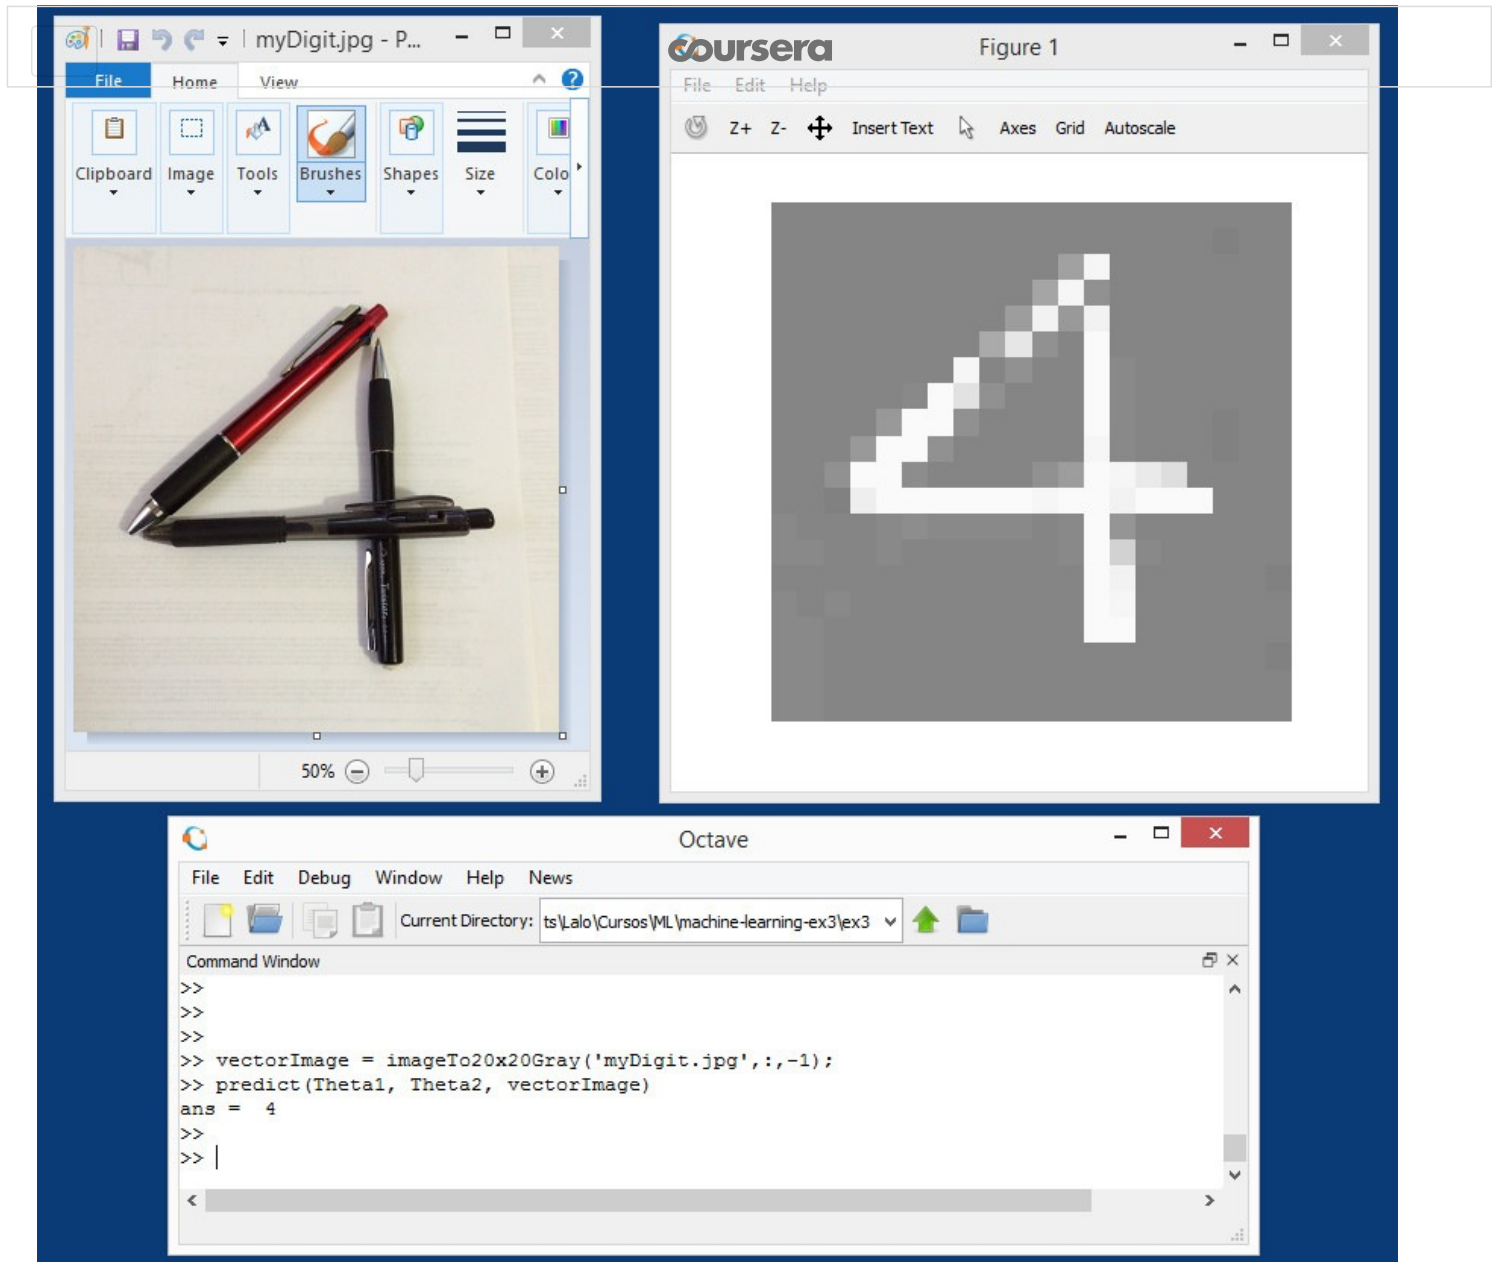 myDigit.jpg - P...
File Home View
Clipboard Image Tools Brushes Shapes Size Colo
50%
coursera
Figure 1
File Edit Help
Z+ Z- Insert Text Axes Grid Autoscale
Octave
File Edit Debug Window Help News
Current Directory: ts\Lalo\Cursos\ML\machine-learning-ex3\ex3
Command Window
>>
>>
>>
>> vectorImage = imageTo20x20Gray('myDigit.jpg',:,-1);
>> predict(Theta1, Theta2, vectorImage)
ans =  4
>>
>>